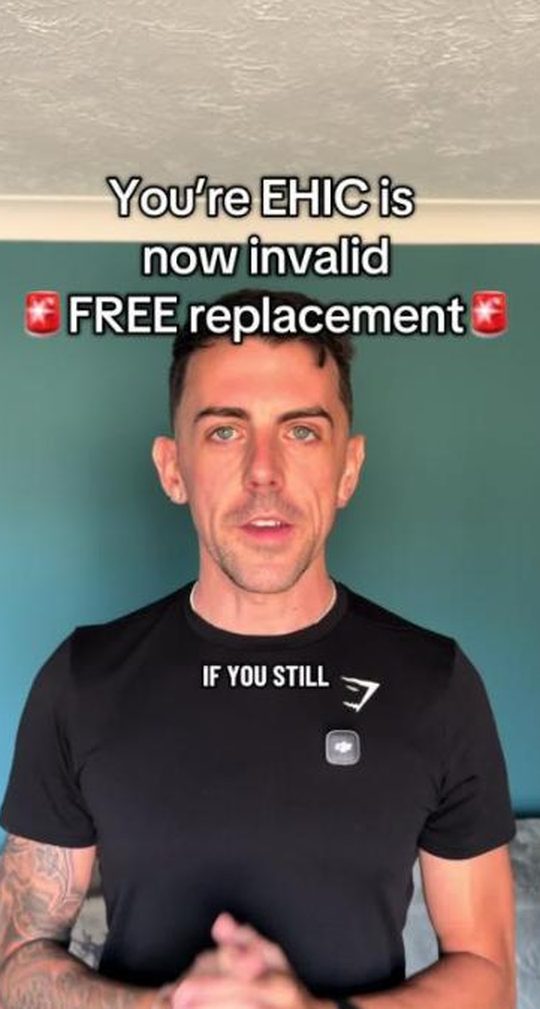 You're EHIC is
now invalid
🚨FREE replacement🚨
IF YOU STILL